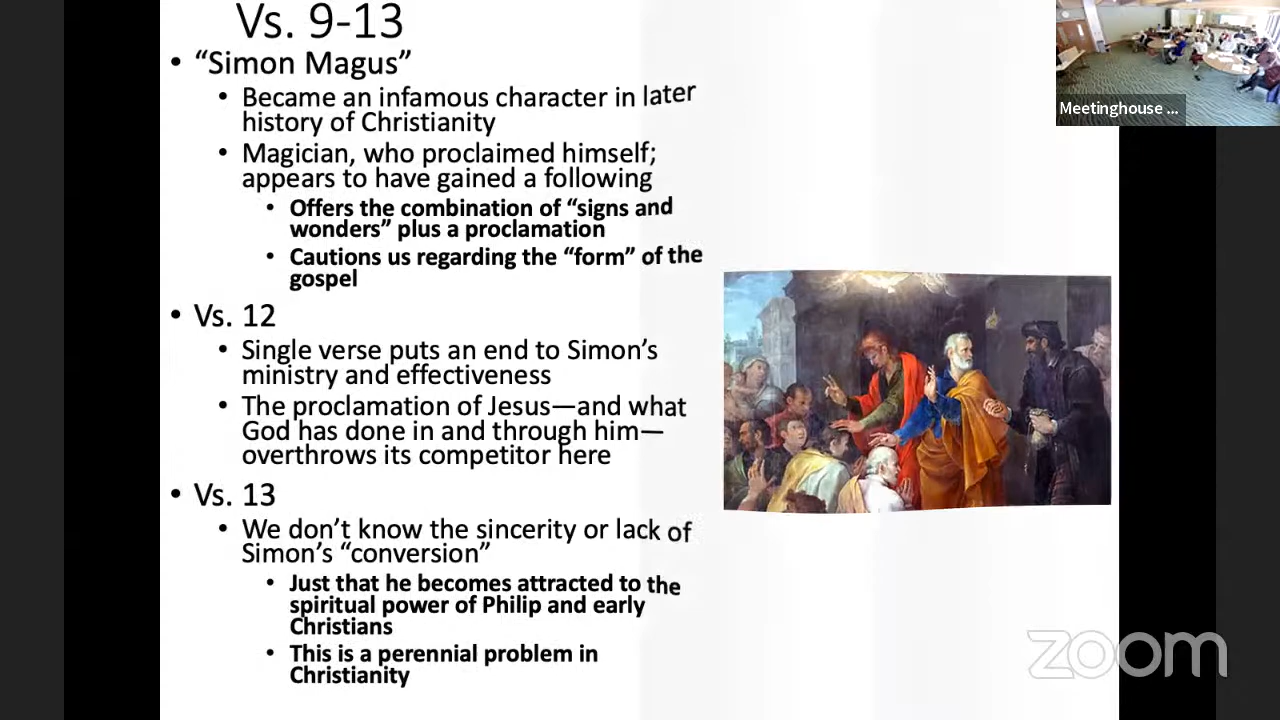 Vs. 9-13
• “Simon Magus”
• Became an infamous character in later
history of Christianity
• Magician, who proclaimed himself;
appears to have gained a following
• Offers the combination of “signs and
wonders” plus a proclamation
• Cautions us regarding the “form” of the
gospel
• Vs. 12
• Single verse puts an end to Simon’s
ministry and effectiveness
• The proclamation of Jesus—and what
God has done in and through him—
overthrows its competitor here
• Vs. 13
• We don’t know the sincerity or lack of
Simon’s “conversion”
• Just that he becomes attracted to the
spiritual power of Philip and early
Christians
• This is a perennial problem in
Christianity
Meetinghouse ...
zoom